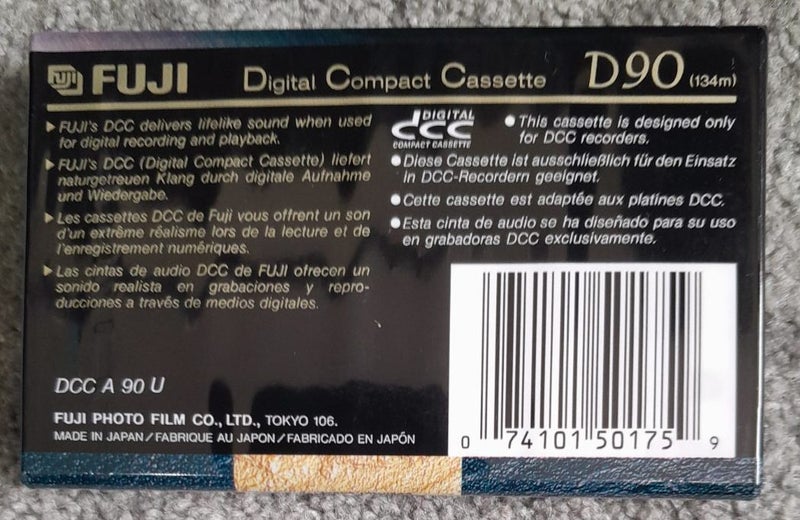 FUJI FUJI Digital Compact Cassette D90 (134m)
▶ FUJI's DCC delivers lifelike sound when used
for digital recording and playback.
▶ FUJI's DCC (Digital Compact Cassette) liefert
naturgetreuen Klang durch digitale Aufnahme
und Wiedergabe.
▶ Les cassettes DCC de Fuji vous offrent un son
d'un extrême réalisme lors de la lecture et de
l'enregistrement numériques.
▶ Las cintas de audio DCC de FUJI ofrecen un
sonido realista en grabaciones y repro-
ducciones a través de medios digitales.
DIGITAL
dcc
COMPACT CASSETTE
● This cassette is designed only
for DCC recorders.
● Diese Cassette ist ausschließlich für den Einsatz
in DCC-Recordern geeignet.
● Cette cassette est adaptée aux platines DCC.
● Esta cinta de audio se ha diseñado para su uso
en grabadoras DCC exclusivamente.
DCC A 90 U
FUJI PHOTO FILM CO., LTD., TOKYO 106.
MADE IN JAPAN / FABRIQUE AU JAPON / FABRICADO EN JAPÓN
0 74101 50175 9